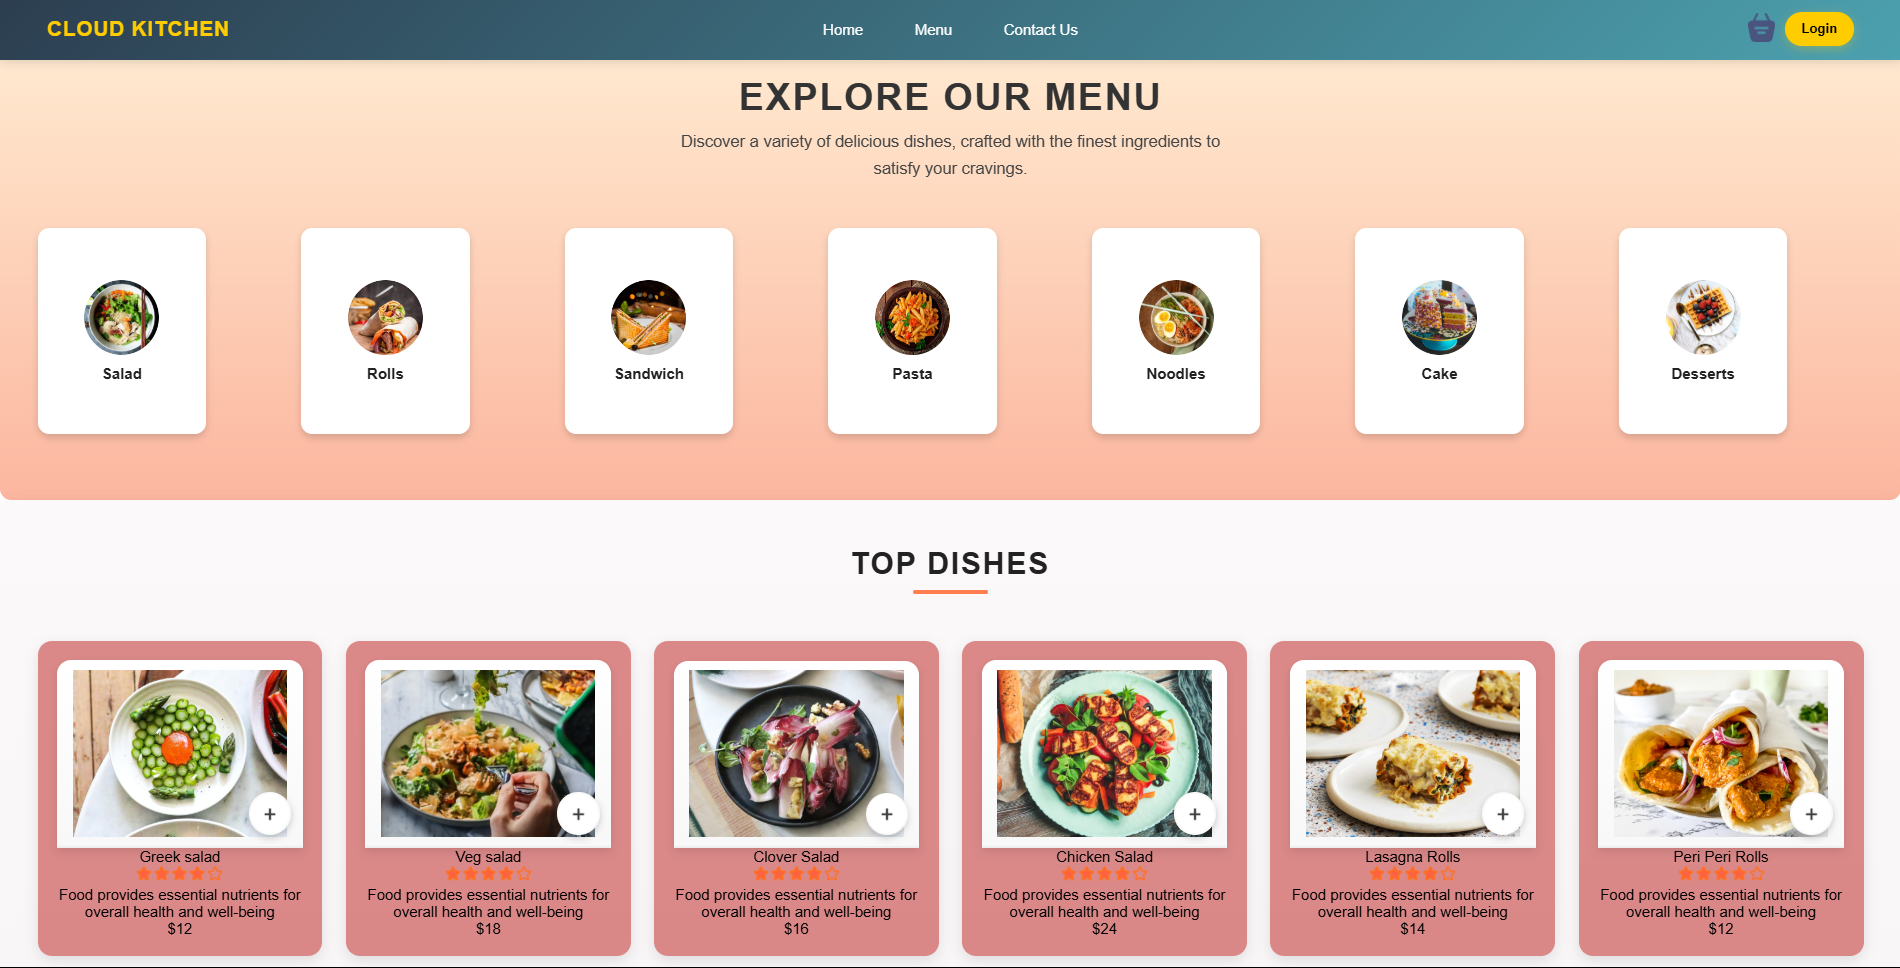 CLOUD KITCHEN
Home
Menu
Contact Us
Login
EXPLORE OUR MENU
Discover a variety of delicious dishes, crafted with the finest ingredients to
satisfy your cravings.
Salad
Rolls
Sandwich
Pasta
Noodles
Cake
Desserts
TOP DISHES
+
Greek salad
Food provides essential nutrients for
overall health and well-being
$12
+
Veg salad
Food provides essential nutrients for
overall health and well-being
$18
+
Clover Salad
Food provides essential nutrients for
overall health and well-being
$16
+
Chicken Salad
Food provides essential nutrients for
overall health and well-being
$24
+
Lasagna Rolls
Food provides essential nutrients for
overall health and well-being
$14
+
Peri Peri Rolls
Food provides essential nutrients for
overall health and well-being
$12